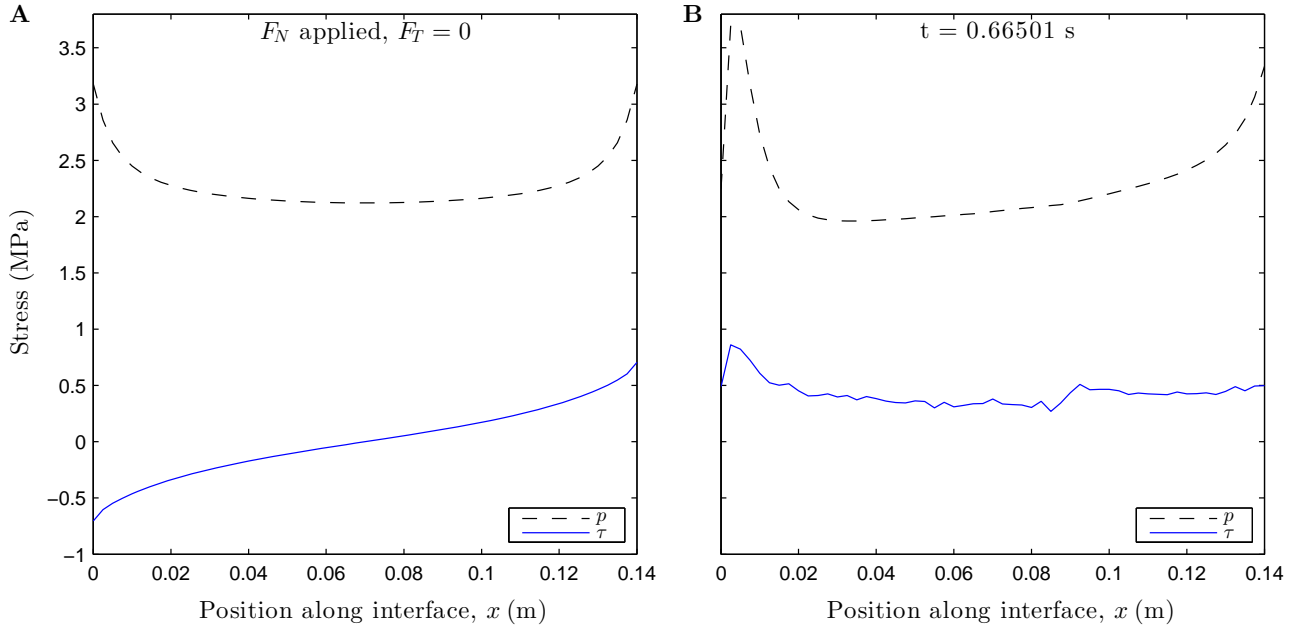 A
F_N applied, F_T = 0
3.5
3
2.5
2
1.5
1
0.5
0
−0.5
−1
Stress (MPa)
p
τ
0 0.02 0.04 0.06 0.08 0.1 0.12 0.14
Position along interface, x (m)
B
t = 0.66501 s
p
τ
0 0.02 0.04 0.06 0.08 0.1 0.12 0.14
Position along interface, x (m)